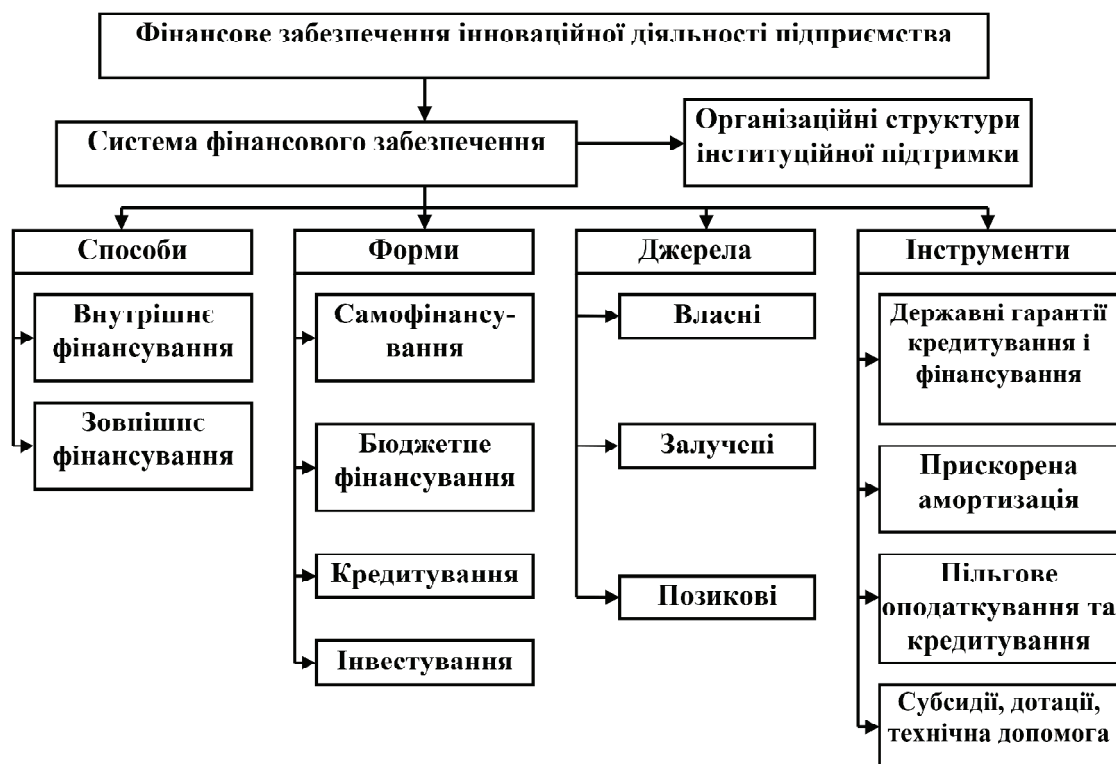 Фінансове забезпечення інноваційної діяльності підприємства
Система фінансового забезпечення
Організаційні структури
інституційної підтримки
Способи
Внутрішнє
фінансування
Зовнішнє
фінансування
Форми
Самофінансу-
вання
Бюджетне
фінансування
Кредитування
Інвестування
Джерела
Власні
Залучені
Позикові
Інструменти
Державні гарантії
кредитування і
фінансування
Прискорена
амортизація
Пільгове
оподаткування та
кредитування
Субсидії, дотації,
технічна допомога